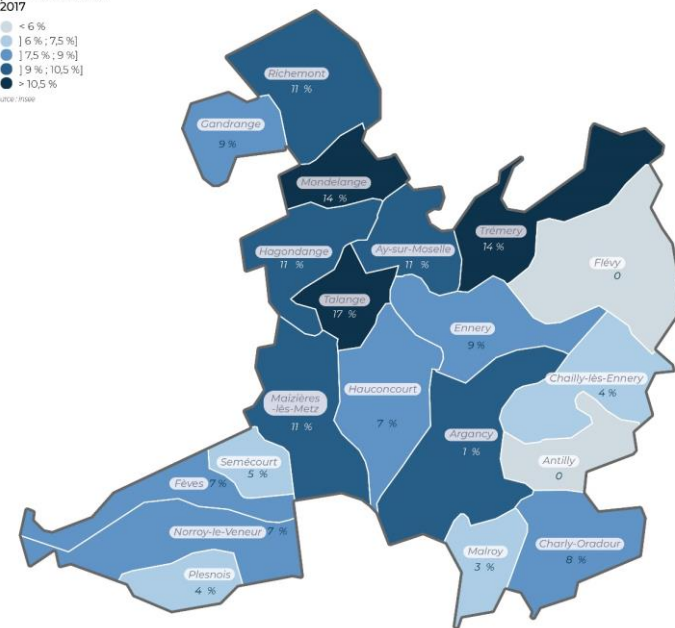 2017
< 6 %
] 6 % ; 7,5 %]
] 7,5 % ; 9 %]
] 9 % ; 10,5 %]
> 10,5 %
Insee
Richemont
11 %
Gandrange
9 %
Mondelange
14 %
Hagondange
11 %
Ay-sur-Moselle
11 %
Trémery
14 %
Flévy
0
Talange
17 %
Ennery
9 %
Chailly-lès-Ennery
4 %
Maizières
-lès-Metz
11 %
Hauconcourt
7 %
Argancy
1 %
Antilly
0
Semécourt
5 %
Fèves 7 %
Norroy-le-Veneur 7 %
Plesnois
4 %
Malroy
3 %
Charly-Oradour
8 %